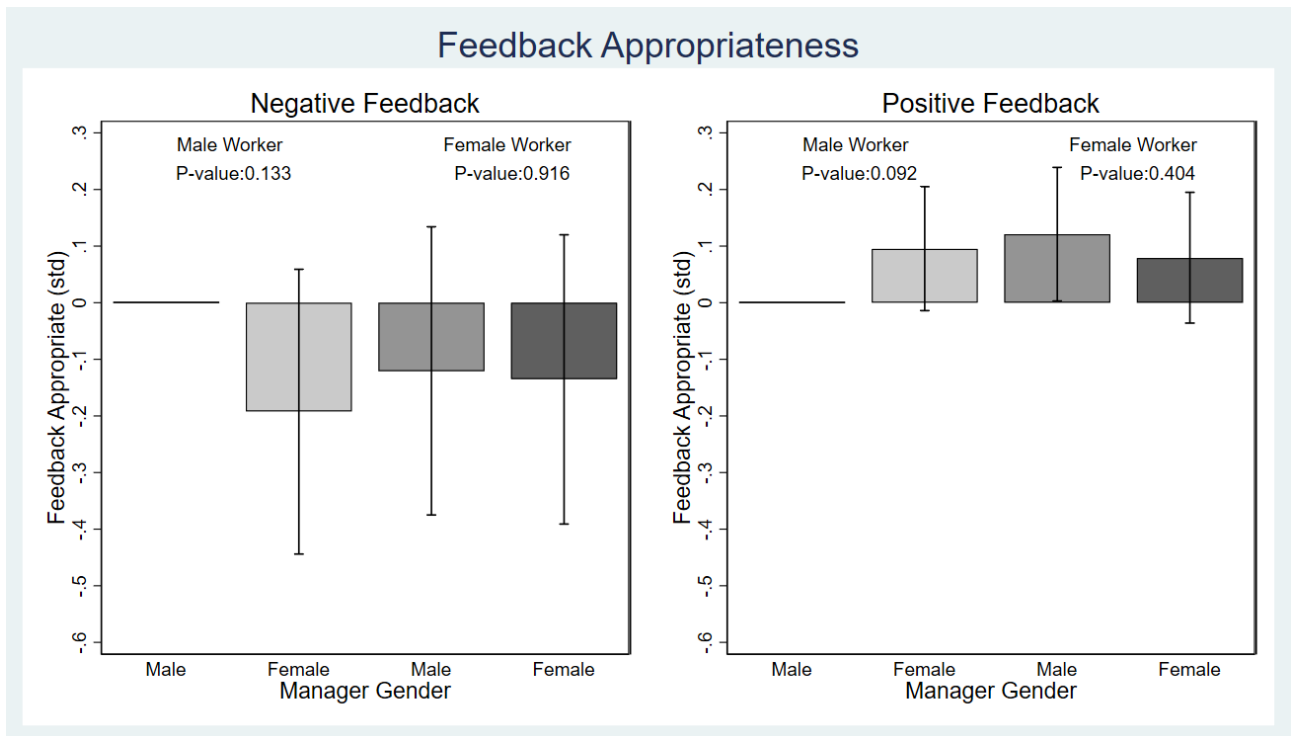 Feedback Appropriateness
Negative Feedback
Male Worker Female Worker
P-value:0.133 P-value:0.916
Feedback Appropriate (std)
.3
.2
.1
0
-.1
-.2
-.3
-.4
-.5
-.6
Male Female Male Female
Manager Gender
Positive Feedback
Male Worker Female Worker
P-value:0.092 P-value:0.404
Feedback Appropriate (std)
.3
.2
.1
0
-.1
-.2
-.3
-.4
-.5
-.6
Male Female Male Female
Manager Gender